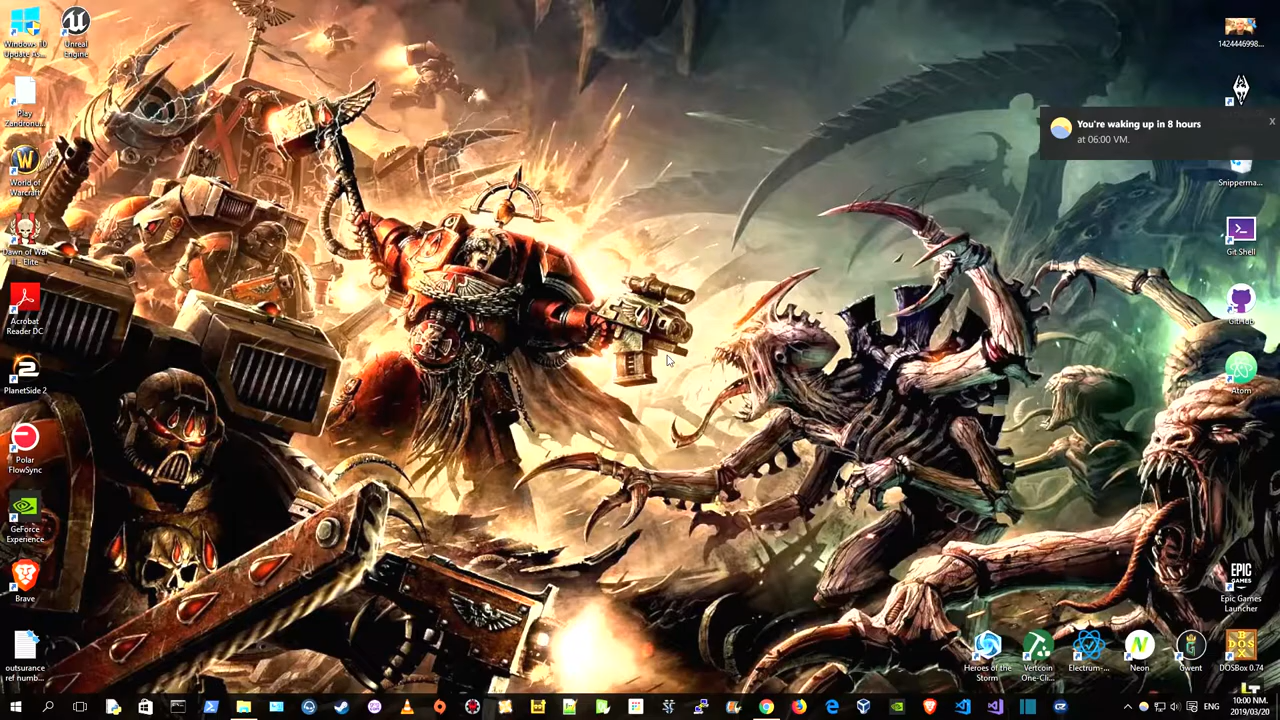 Windows 10
Update As...
Unreal
Engine
Play
Zandronu...
World of
Warcraft
Dawn of War
Acrobat
Reader DC
PlanetSide 2
Polar
FlowSync
GeForce
Experience
Brave
outsurance
ref numb...
1424446998...
You're waking up in 8 hours
at 06:00 VM.
x
Snipperma...
Git Shell
GitHub
Atom
EPIC
GAMES
Epic Games
Launcher
Heroes of the
Storm
Vertcoin
One-Cli...
Electrum-...
Neon
Gwent
DOSBox 0.74
ENG
10:00 NM.
2019/03/20